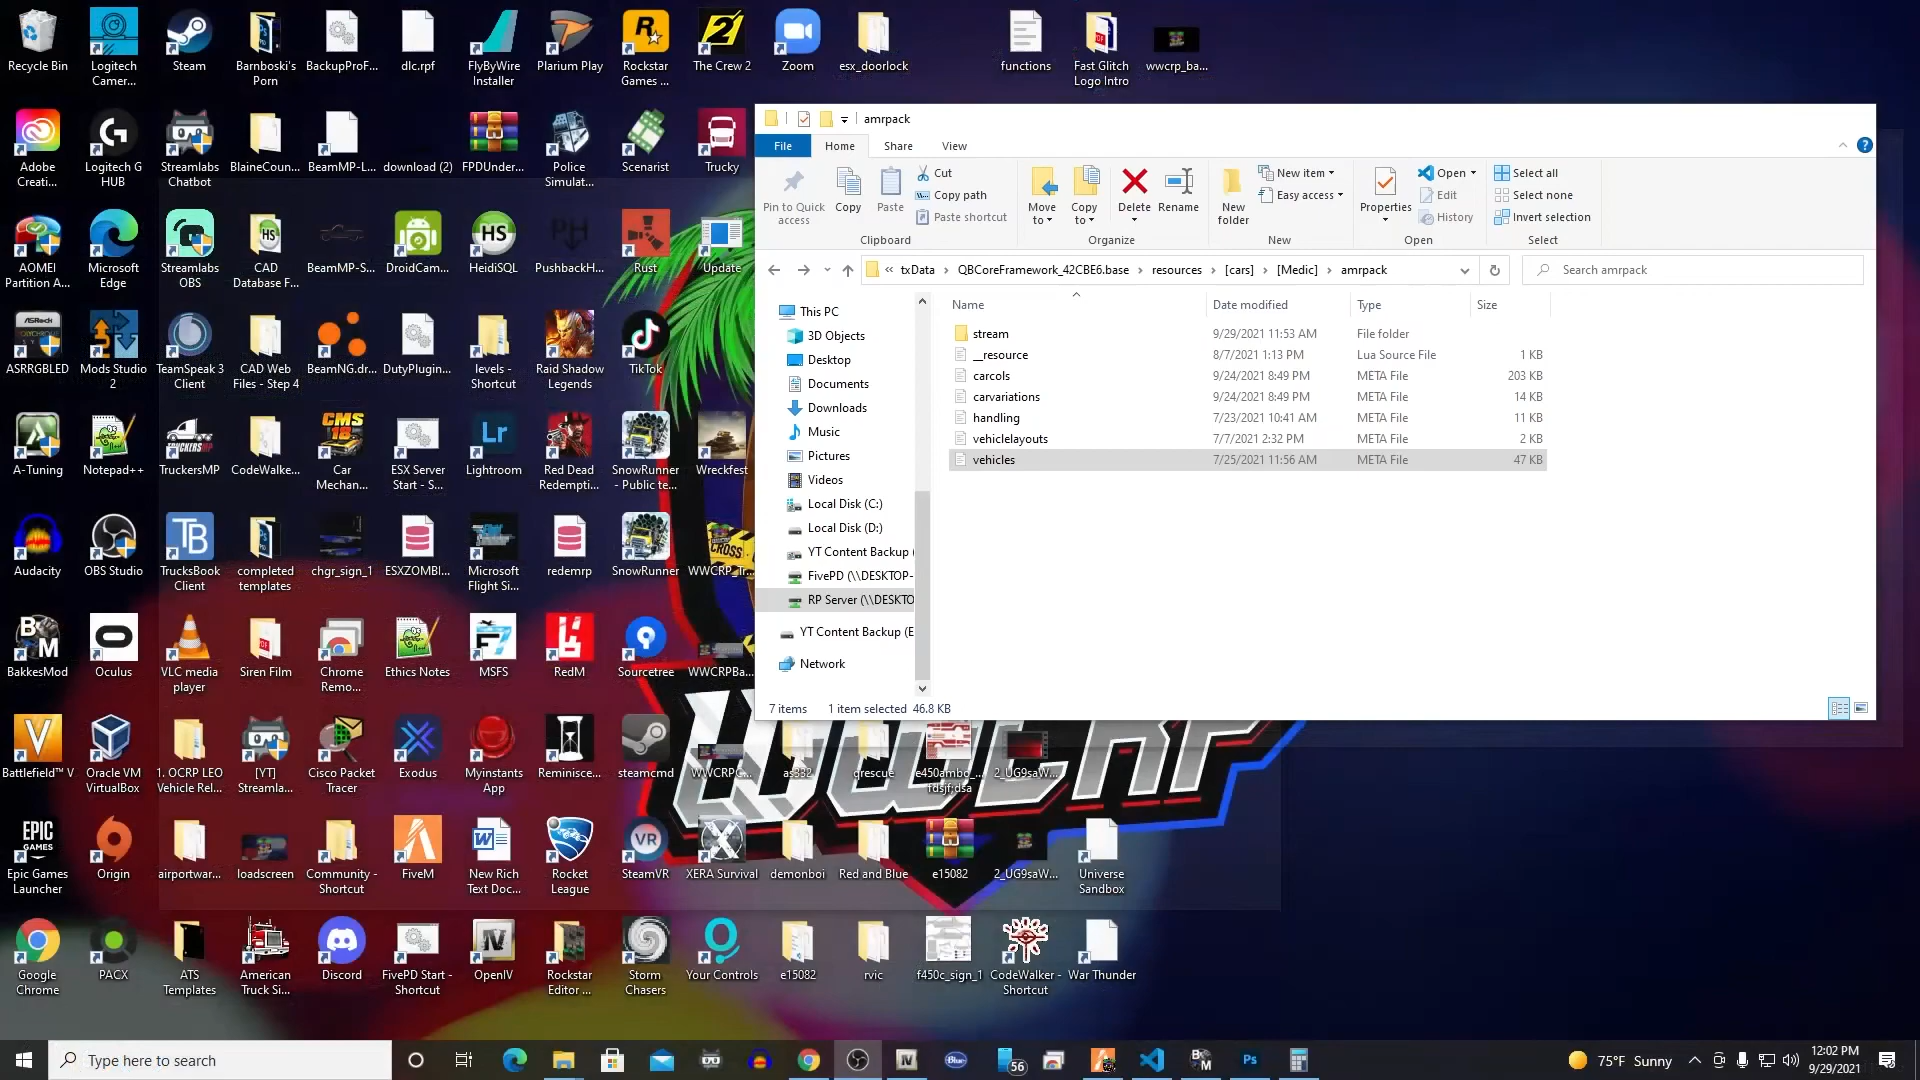 Recycle Bin
Logitech
Camer...
Steam
Barnboski's
Porn
BackupProF...
dlc.rpf
FlyByWire
Installer
Plarium Play
Rockstar
Games ...
The Crew 2
Zoom
esx_doorlock
functions
Fast Glitch
Logo Intro
wwcrp_ba...
Adobe
Creati...
Logitech G
HUB
Streamlabs
Chatbot
BlaineCoun...
BeamMP-L...
download (2)
FPDUnder...
Police
Simulat...
Scenarist
Trucky
AOMEI
Partition A...
Microsoft
Edge
Streamlabs
OBS
CAD
Database F...
BeamMP-S...
DroidCam...
HeidiSQL
PushbackH...
Rust
Update
ASRRGBLED
Mods Studio
2
TeamSpeak 3
Client
CAD Web
Files - Step 4
BeamNG.dr...
DutyPlugin...
levels -
Shortcut
Raid Shadow
Legends
TikTok
A-Tuning
Notepad++
TruckersMP
CodeWalke...
Car
Mechan...
ESX Server
Start - S...
Lightroom
Red Dead
Redempti...
SnowRunner
- Public te...
Wreckfest
Audacity
OBS Studio
TrucksBook
Client
completed
templates
chgr_sign_1
ESXZOMBI...
Microsoft
Flight Si...
redemrp
SnowRunner
WWCRP_Tr...
BakkesMod
Oculus
VLC media
player
Siren Film
Chrome
Remo...
Ethics Notes
MSFS
RedM
Sourcetree
WWCRPBa...
Battlefield™ V
Oracle VM
VirtualBox
1. OCRP LEO
Vehicle Rel...
[YT]
Streamla...
Cisco Packet
Tracer
Exodus
Myinstants
App
Reminisce...
steamcmd
WWCRPC...
as332
qrescue
e450ambo_...
fdsjf;dsa
2_UG9saW...
Epic Games
Launcher
Origin
airportwar...
loadscreen
Community -
Shortcut
FiveM
New Rich
Text Doc...
Rocket
League
SteamVR
XERA Survival
demonboi
Red and Blue
e15082
2_UG9saW...
Universe
Sandbox
Google
Chrome
PACX
ATS
Templates
American
Truck Si...
Discord
FivePD Start -
Shortcut
OpenIV
Rockstar
Editor ...
Storm
Chasers
Your Controls
e15082
rvic
f450c_sign_1
CodeWalker -
Shortcut
War Thunder
amrpack
File Home Share View
Pin to Quick
access
Copy
Paste
Cut
Copy path
Paste shortcut
Clipboard
Move
to
Copy
to
Delete
Rename
Organize
New
folder
New item
Easy access
New
Properties
Open
Edit
History
Open
Select all
Select none
Invert selection
Select
« txData › QBCoreFramework_42CBE6.base › resources › [cars] › [Medic] › amrpack
Search amrpack
This PC
3D Objects
Desktop
Documents
Downloads
Music
Pictures
Videos
Local Disk (C:)
Local Disk (D:)
YT Content Backup (
FivePD (\\DESKTOP-
RP Server (\\DESKTO
YT Content Backup (E
Network
Name Date modified Type Size
stream 9/29/2021 11:53 AM File folder
__resource 8/7/2021 1:13 PM Lua Source File 1 KB
carcols 9/24/2021 8:49 PM META File 203 KB
carvariations 9/24/2021 8:49 PM META File 14 KB
handling 7/23/2021 10:41 AM META File 11 KB
vehiclelayouts 7/7/2021 2:32 PM META File 2 KB
vehicles 7/25/2021 11:56 AM META File 47 KB
7 items 1 item selected 46.8 KB
WWCRP
Type here to search
56
75°F Sunny
12:02 PM
9/29/2021